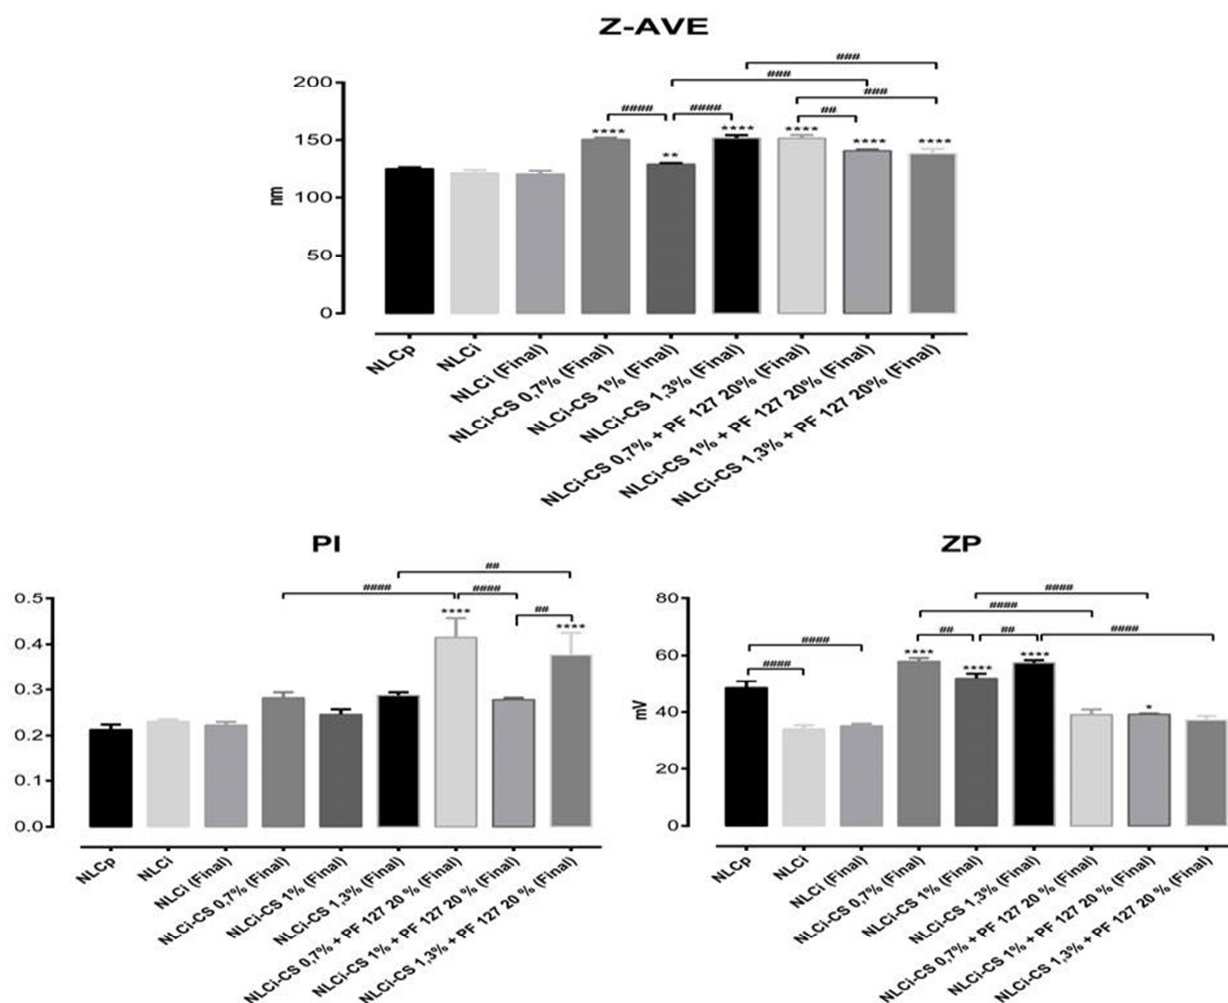 Z-AVE
###
###
###
#### #### ##
**** **** ****
** **** ****
200
150
100
50
0
nm
NLCp
NLCi
NLCi (Final)
NLCi-CS 0,7% (Final)
NLCi-CS 1% (Final)
NLCi-CS 1,3% (Final)
NLCi-CS 0,7% + PF 127 20% (Final)
NLCi-CS 1% + PF 127 20% (Final)
NLCi-CS 1,3% + PF 127 20% (Final)
PI
##
#### ####
##
**** ****
0.5
0.4
0.3
0.2
0.1
0.0
NLCp
NLCi
NLCi (Final)
NLCi-CS 0,7% (Final)
NLCi-CS 1% (Final)
NLCi-CS 1,3% (Final)
NLCi-CS 0,7% + PF 127 20 % (Final)
NLCi-CS 1% + PF 127 20 % (Final)
NLCi-CS 1,3% + PF 127 20 % (Final)
ZP
####
####
## ## ####
####
####
**** **** ****
*
80
60
40
20
0
mV
NLCp
NLCi
NLCi (Final)
NLCi-CS 0,7% (Final)
NLCi-CS 1% (Final)
NLCi-CS 1,3% (Final)
NLCi-CS 0,7% + PF 127 20 % (Final)
NLCi-CS 1% + PF 127 20 % (Final)
NLCi-CS 1,3% + PF 127 20 % (Final)